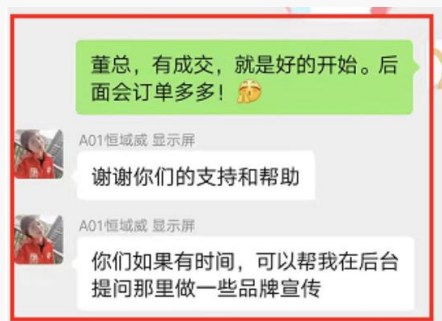 董总，有成交，就是好的开始。后
面会订单多多！
A01恒域威 显示屏
谢谢你们的支持和帮助
A01恒域威 显示屏
你们如果有时间，可以帮我在后台
提问那里做一些品牌宣传